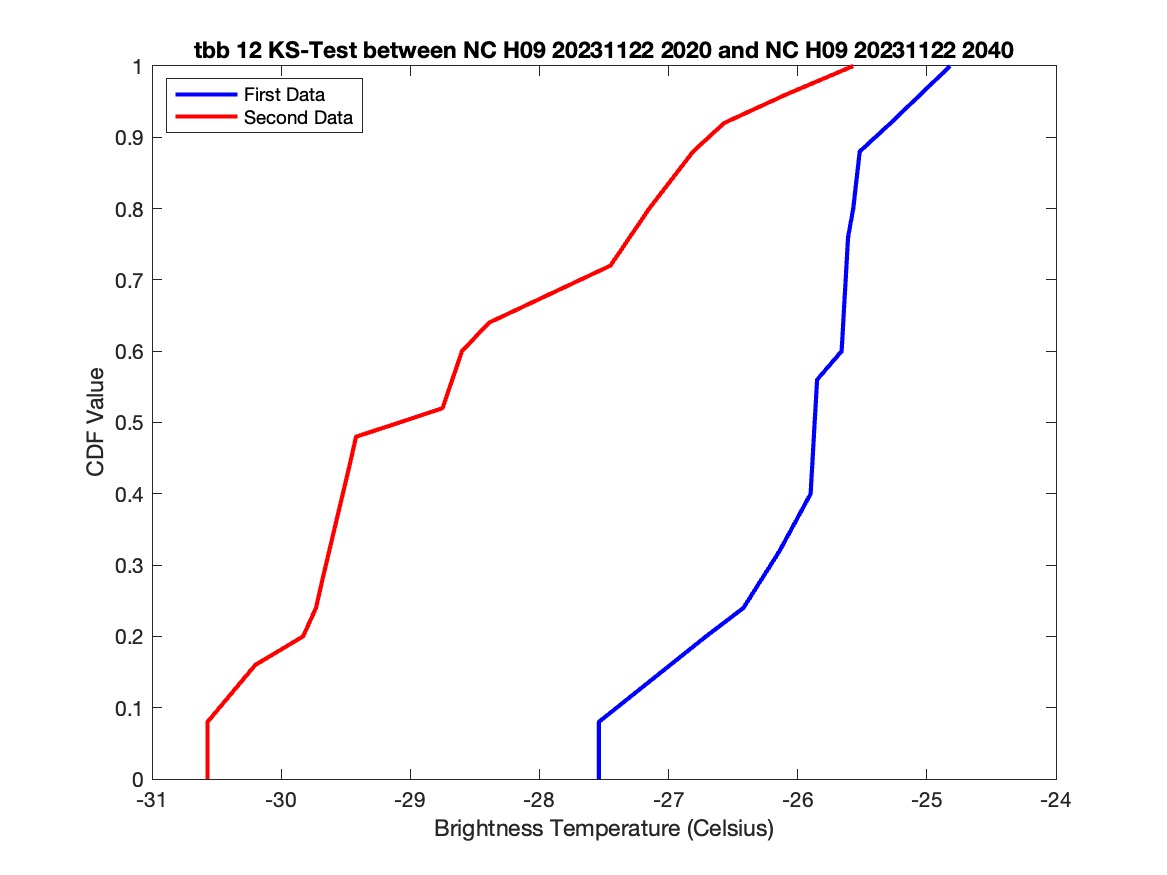 tbb 12 KS-Test between NC H09 20231122 2020 and NC H09 20231122 2040
First Data
Second Data
1
0.9
0.8
0.7
0.6
0.5
0.4
0.3
0.2
0.1
0
CDF Value
-31 -30 -29 -28 -27 -26 -25 -24
Brightness Temperature (Celsius)